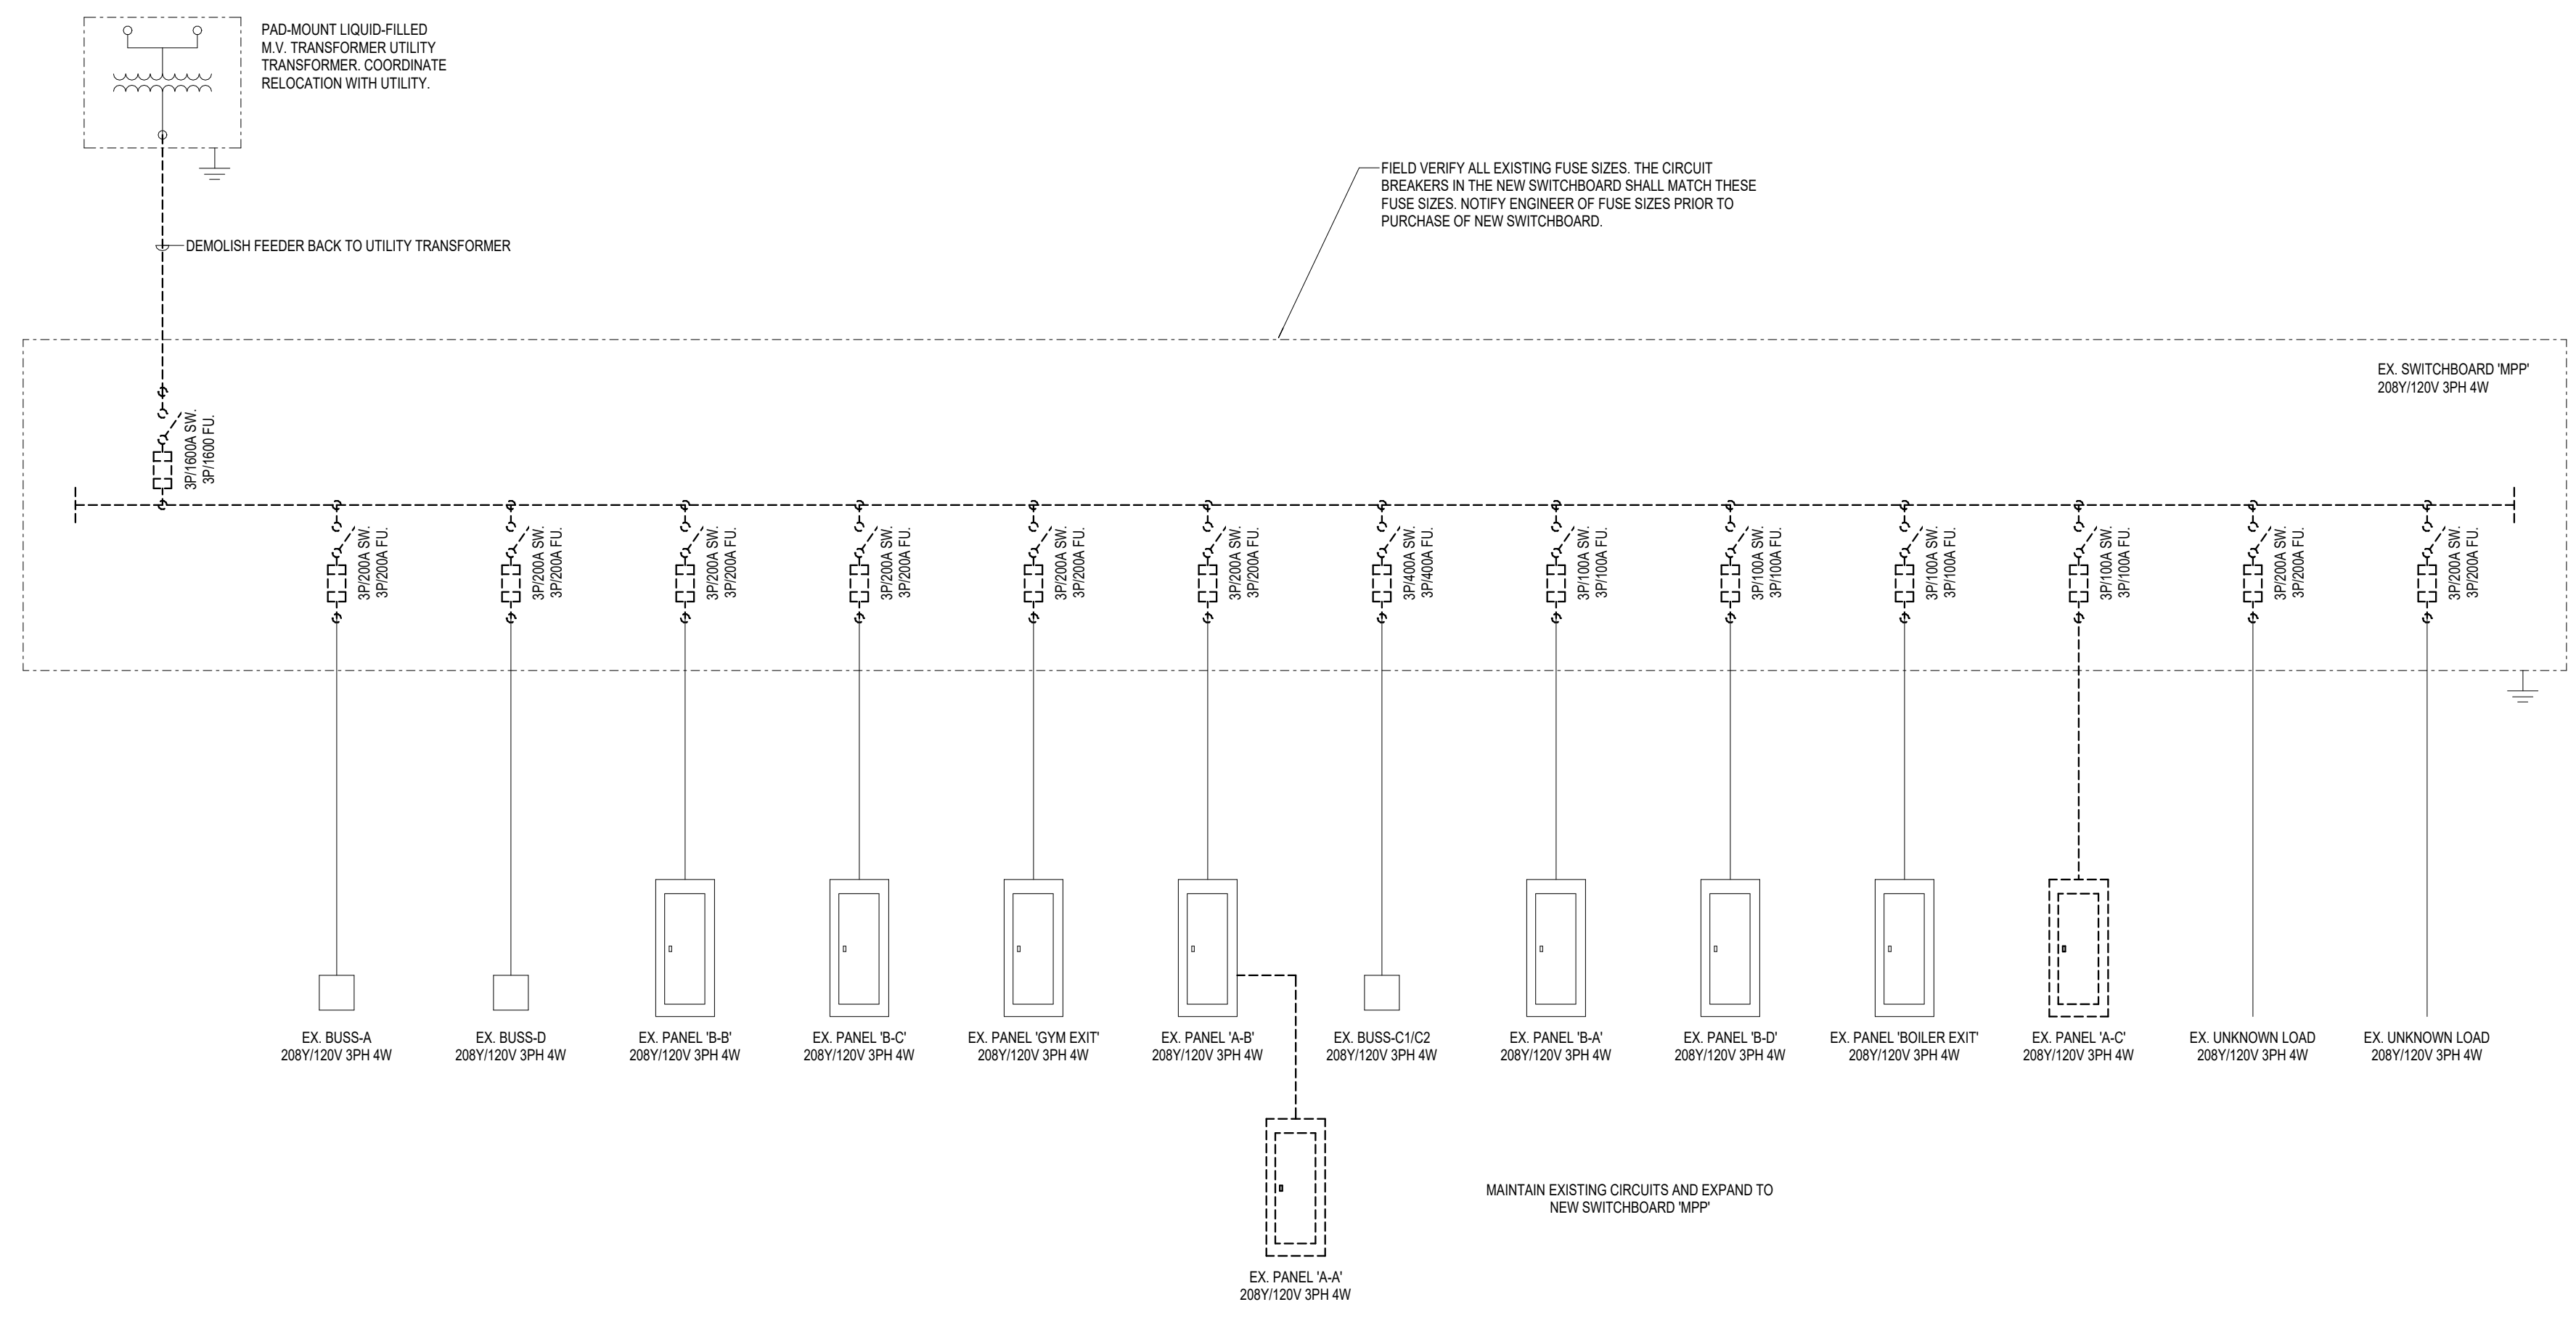 PAD-MOUNT LIQUID-FILLED
M.V. TRANSFORMER UTILITY
TRANSFORMER. COORDINATE
RELOCATION WITH UTILITY.
FIELD VERIFY ALL EXISTING FUSE SIZES. THE CIRCUIT
BREAKERS IN THE NEW SWITCHBOARD SHALL MATCH THESE
FUSE SIZES. NOTIFY ENGINEER OF FUSE SIZES PRIOR TO
PURCHASE OF NEW SWITCHBOARD.
DEMOLISH FEEDER BACK TO UTILITY TRANSFORMER
EX. SWITCHBOARD 'MPP'
208Y/120V 3PH 4W
3P/1600A SW.
3P/1600 FU.
3P/200A SW.
3P/200A FU.
3P/200A SW.
3P/200A FU.
3P/200A SW.
3P/200A FU.
3P/200A SW.
3P/200A FU.
3P/200A SW.
3P/200A FU.
3P/200A SW.
3P/200A FU.
3P/400A SW.
3P/400A FU.
3P/100A SW.
3P/100A FU.
3P/100A SW.
3P/100A FU.
3P/100A SW.
3P/100A FU.
3P/100A SW.
3P/100A FU.
3P/200A SW.
3P/200A FU.
3P/200A SW.
3P/200A FU.
EX. BUSS-A
208Y/120V 3PH 4W
EX. BUSS-D
208Y/120V 3PH 4W
EX. PANEL 'B-B'
208Y/120V 3PH 4W
EX. PANEL 'B-C'
208Y/120V 3PH 4W
EX. PANEL 'GYM EXIT'
208Y/120V 3PH 4W
EX. PANEL 'A-B'
208Y/120V 3PH 4W
EX. BUSS-C1/C2
208Y/120V 3PH 4W
EX. PANEL 'B-A'
208Y/120V 3PH 4W
EX. PANEL 'B-D'
208Y/120V 3PH 4W
EX. PANEL 'BOILER EXIT'
208Y/120V 3PH 4W
EX. PANEL 'A-C'
208Y/120V 3PH 4W
EX. UNKNOWN LOAD
208Y/120V 3PH 4W
EX. UNKNOWN LOAD
208Y/120V 3PH 4W
MAINTAIN EXISTING CIRCUITS AND EXPAND TO
NEW SWITCHBOARD 'MPP'
EX. PANEL 'A-A'
208Y/120V 3PH 4W